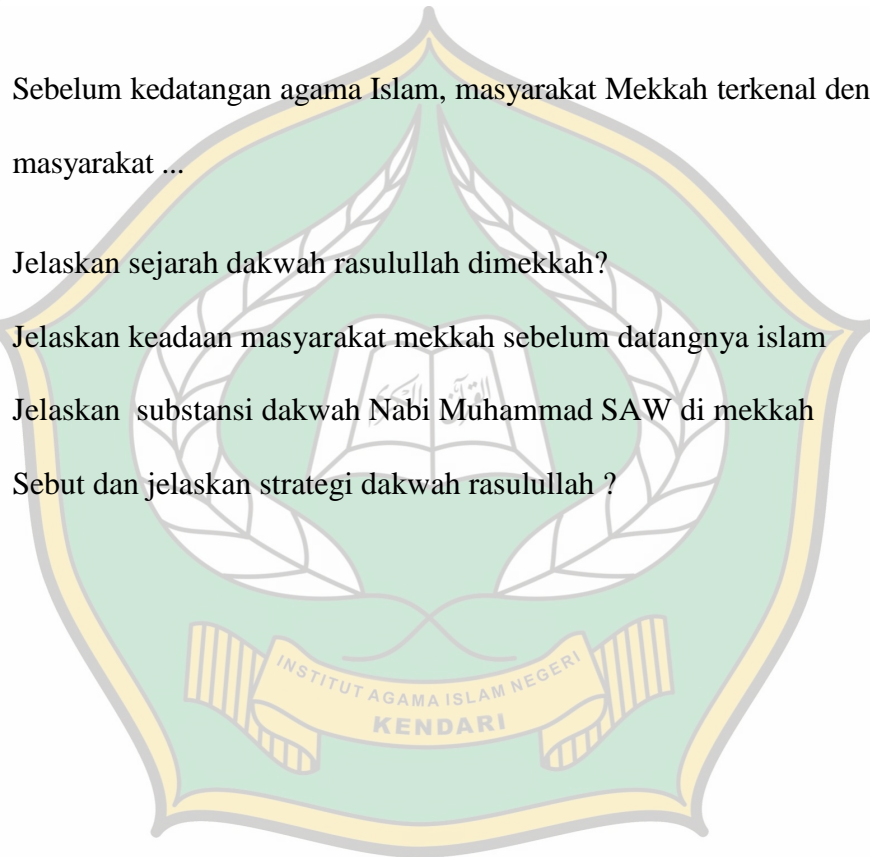 Sebelum kedatangan agama Islam, masyarakat Mekkah terkenal den
masyarakat ...
Jelaskan sejarah dakwah rasulullah dimekkah?
Jelaskan keadaan masyarakat mekkah sebelum datangnya islam
Jelaskan substansi dakwah Nabi Muhammad SAW di mekkah
القرآن الكريم
Sebut dan jelaskan strategi dakwah rasulullah ?
INSTITUT AGAMA ISLAM NEGERI
KENDARI